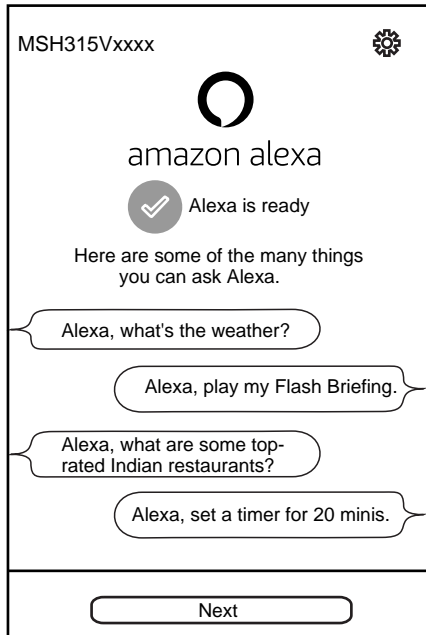 MSH315Vxxxx
amazon alexa
Alexa is ready
Here are some of the many things
you can ask Alexa.
Alexa, what's the weather?
Alexa, play my Flash Briefing.
Alexa, what are some top-
rated Indian restaurants?
Alexa, set a timer for 20 minis.
Next